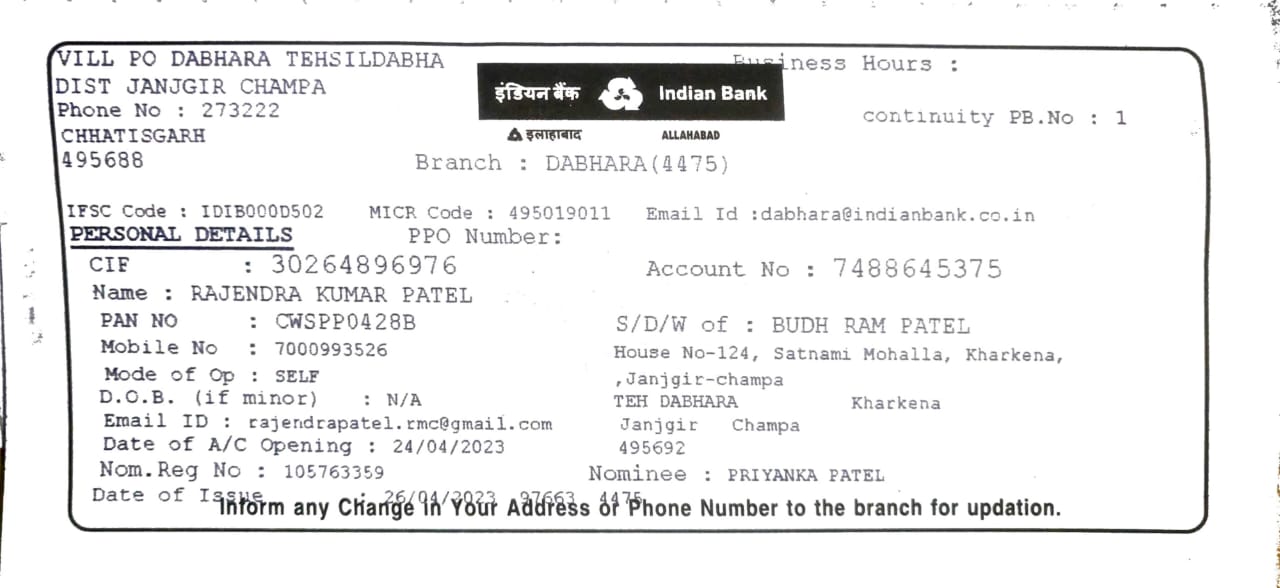 VILL PO DABHARA TEHSILDABHA
Business Hours :
DIST JANJGIR CHAMPA
इंडियन बैंक Indian Bank
Phone No : 273222
continuity PB.No : 1
CHHATISGARH
इलाहाबाद ALLAHABAD
495688
Branch : DABHARA(4475)
IFSC Code : IDIB000D502 MICR Code : 495019011 Email Id :dabhara@indianbank.co.in
PERSONAL DETAILS PPO Number:
CIF : 30264896976 Account No : 7488645375
Name : RAJENDRA KUMAR PATEL
PAN NO : CWSPP0428B S/D/W of : BUDH RAM PATEL
Mobile No : 7000993526 House No-124, Satnami Mohalla, Kharkena,
Mode of Op : SELF ,Janjgir-champa
D.O.B. (if minor) : N/A TEH DABHARA Kharkena
Email ID : rajendrapatel.rmc@gmail.com Janjgir Champa
Date of A/C Opening : 24/04/2023 495692
Nom.Reg No : 105763359 Nominee : PRIYANKA PATEL
Date of Issue : 26/04/2023 97663 4475
Inform any Change in Your Address or Phone Number to the branch for updation.